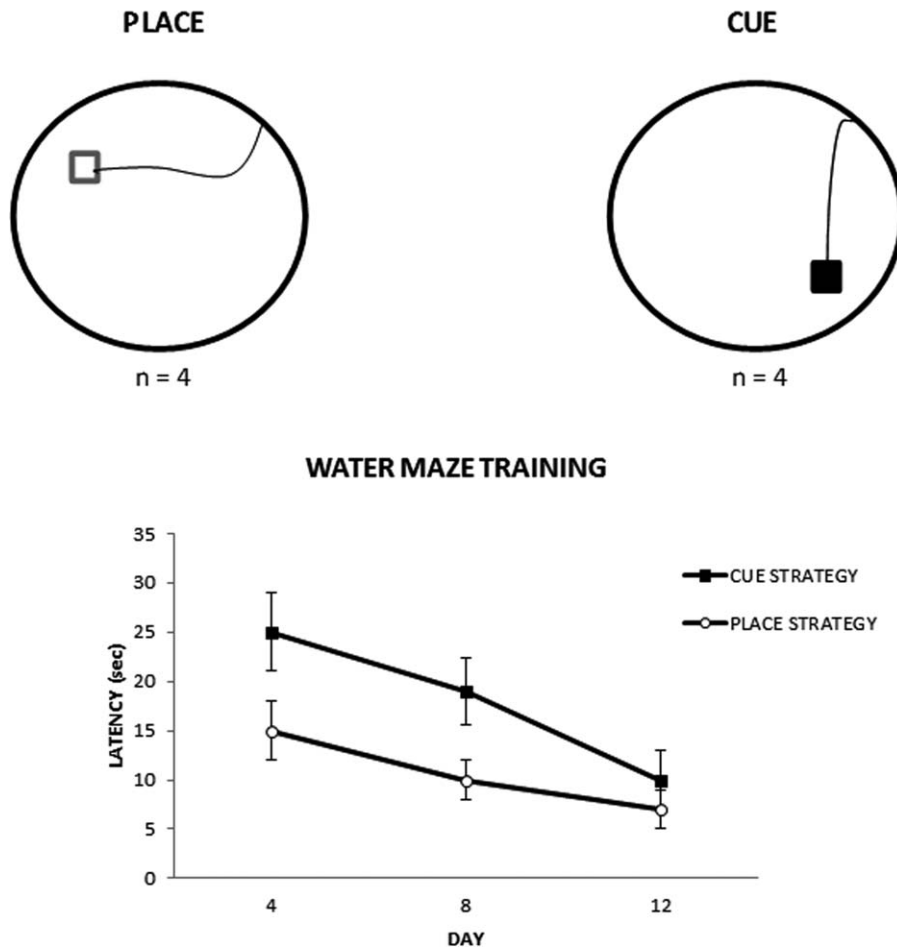 PLACE
CUE
n = 4
n = 4
WATER MAZE TRAINING
35
30
25
20
15
10
5
0
LATENCY (sec)
4
8
12
DAY
CUE STRATEGY
PLACE STRATEGY